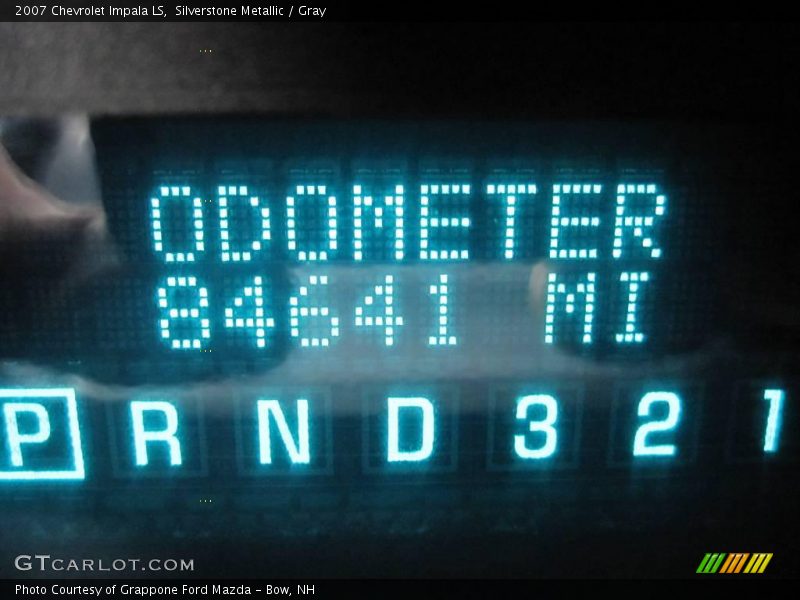 2007 Chevrolet Impala LS, Silverstone Metallic / Gray
ODOMETER
84641 MI
P R N D 3 2 1
GTCARLOT.COM
Photo Courtesy of Grappone Ford Mazda - Bow, NH